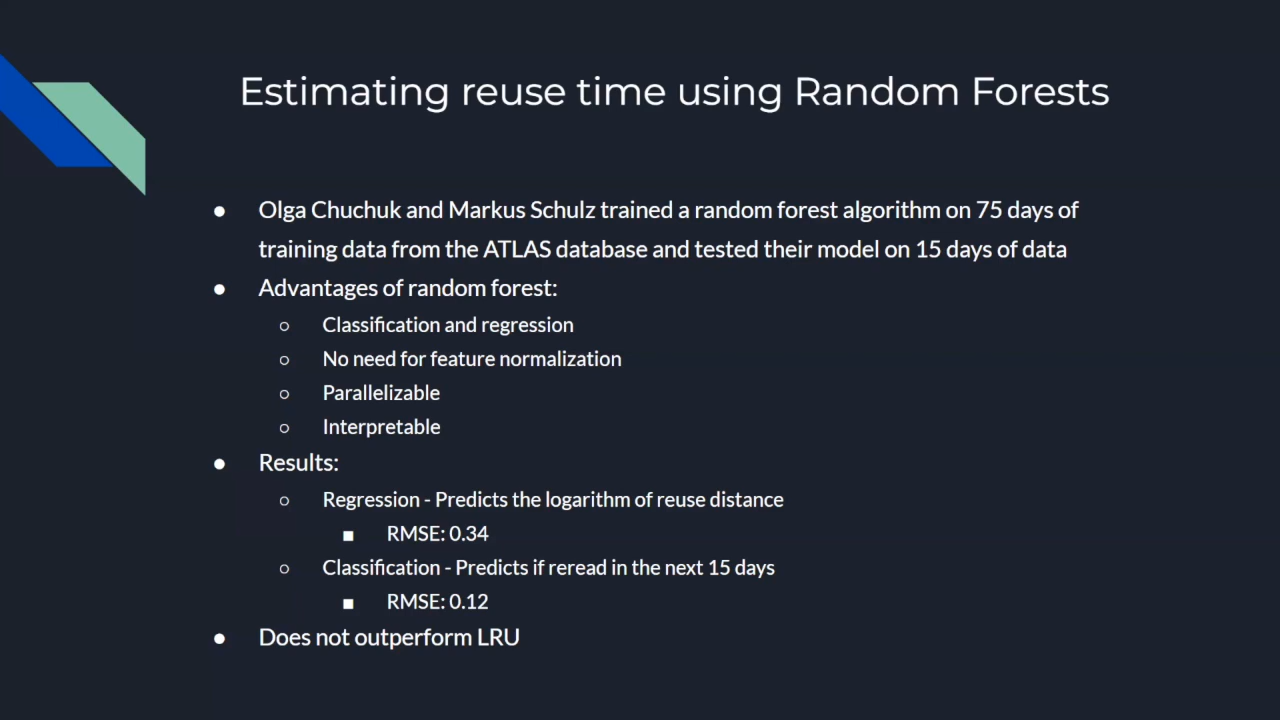 Estimating reuse time using Random Forests
● Olga Chuchuk and Markus Schulz trained a random forest algorithm on 75 days of
training data from the ATLAS database and tested their model on 15 days of data
● Advantages of random forest:
○ Classification and regression
○ No need for feature normalization
○ Parallelizable
○ Interpretable
● Results:
○ Regression - Predicts the logarithm of reuse distance
■ RMSE: 0.34
○ Classification - Predicts if reread in the next 15 days
■ RMSE: 0.12
● Does not outperform LRU